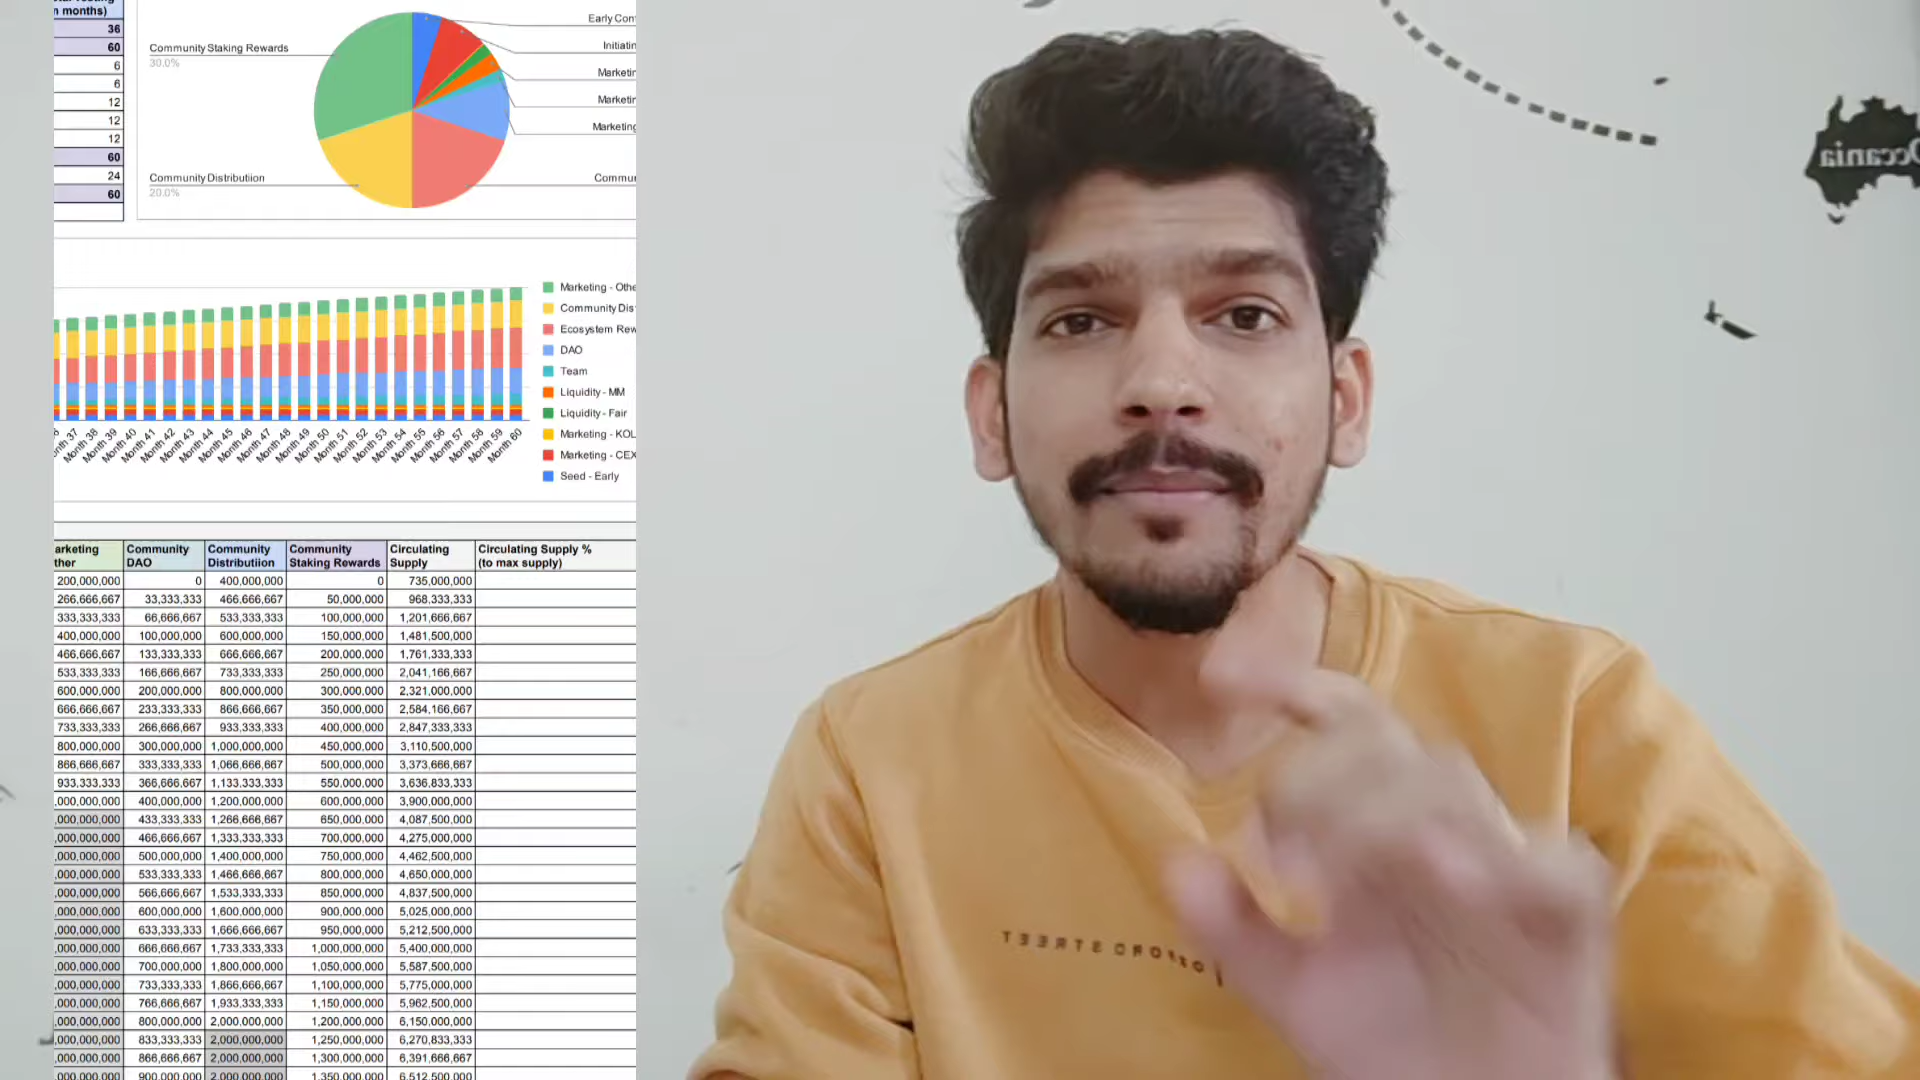 n months)
36
60
6
6
12
12
12
60
24
60
Community Staking Rewards
30.0%
Community Distributiion
20.0%
Early Con
Initiatin
Marketin
Marketin
Marketing
Commu
Month 37
Month 38
Month 39
Month 40
Month 41
Month 42
Month 43
Month 44
Month 45
Month 46
Month 47
Month 48
Month 49
Month 50
Month 51
Month 52
Month 53
Month 54
Month 55
Month 56
Month 57
Month 58
Month 59
Month 60
Marketing - Othe
Community Dis
Ecosystem Rew
DAO
Team
Liquidity - MM
Liquidity - Fair
Marketing - KOL
Marketing - CEX
Seed - Early
arketing Community Community Community Circulating Circulating Supply %
ther DAO Distributiion Staking Rewards Supply (to max supply)
200,000,000 0 400,000,000 0 735,000,000
266,666,667 33,333,333 466,666,667 50,000,000 968,333,333
333,333,333 66,666,667 533,333,333 100,000,000 1,201,666,667
400,000,000 100,000,000 600,000,000 150,000,000 1,481,500,000
466,666,667 133,333,333 666,666,667 200,000,000 1,761,333,333
533,333,333 166,666,667 733,333,333 250,000,000 2,041,166,667
600,000,000 200,000,000 800,000,000 300,000,000 2,321,000,000
666,666,667 233,333,333 866,666,667 350,000,000 2,584,166,667
733,333,333 266,666,667 933,333,333 400,000,000 2,847,333,333
800,000,000 300,000,000 1,000,000,000 450,000,000 3,110,500,000
866,666,667 333,333,333 1,066,666,667 500,000,000 3,373,666,667
933,333,333 366,666,667 1,133,333,333 550,000,000 3,636,833,333
,000,000,000 400,000,000 1,200,000,000 600,000,000 3,900,000,000
,000,000,000 433,333,333 1,266,666,667 650,000,000 4,087,500,000
,000,000,000 466,666,667 1,333,333,333 700,000,000 4,275,000,000
,000,000,000 500,000,000 1,400,000,000 750,000,000 4,462,500,000
,000,000,000 533,333,333 1,466,666,667 800,000,000 4,650,000,000
,000,000,000 566,666,667 1,533,333,333 850,000,000 4,837,500,000
,000,000,000 600,000,000 1,600,000,000 900,000,000 5,025,000,000
,000,000,000 633,333,333 1,666,666,667 950,000,000 5,212,500,000
,000,000,000 666,666,667 1,733,333,333 1,000,000,000 5,400,000,000
,000,000,000 700,000,000 1,800,000,000 1,050,000,000 5,587,500,000
,000,000,000 733,333,333 1,866,666,667 1,100,000,000 5,775,000,000
,000,000,000 766,666,667 1,933,333,333 1,150,000,000 5,962,500,000
,000,000,000 800,000,000 2,000,000,000 1,200,000,000 6,150,000,000
,000,000,000 833,333,333 2,000,000,000 1,250,000,000 6,270,833,333
,000,000,000 866,666,667 2,000,000,000 1,300,000,000 6,391,666,667
,000,000,000 900,000,000 2,000,000,000 1,350,000,000 6,512,500,000
Oceania
OXFORD STREET